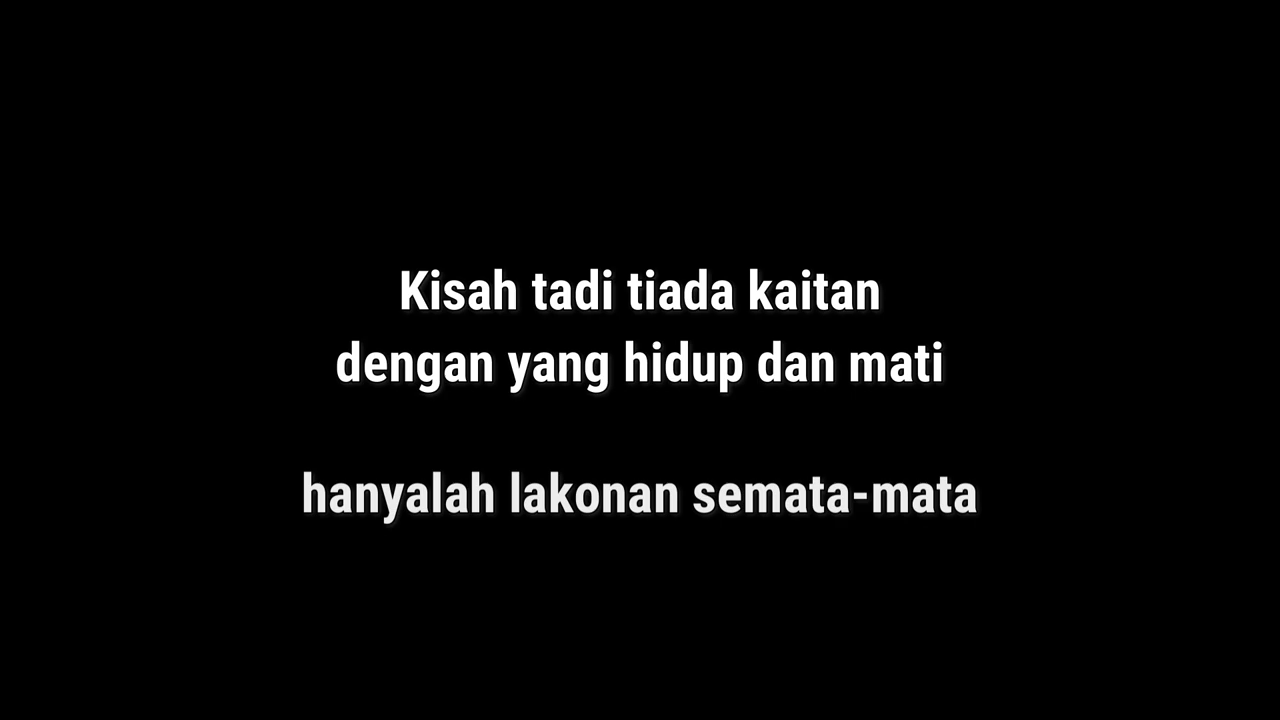 Kisah tadi tiada kaitan
dengan yang hidup dan mati
hanyalah lakonan semata-mata